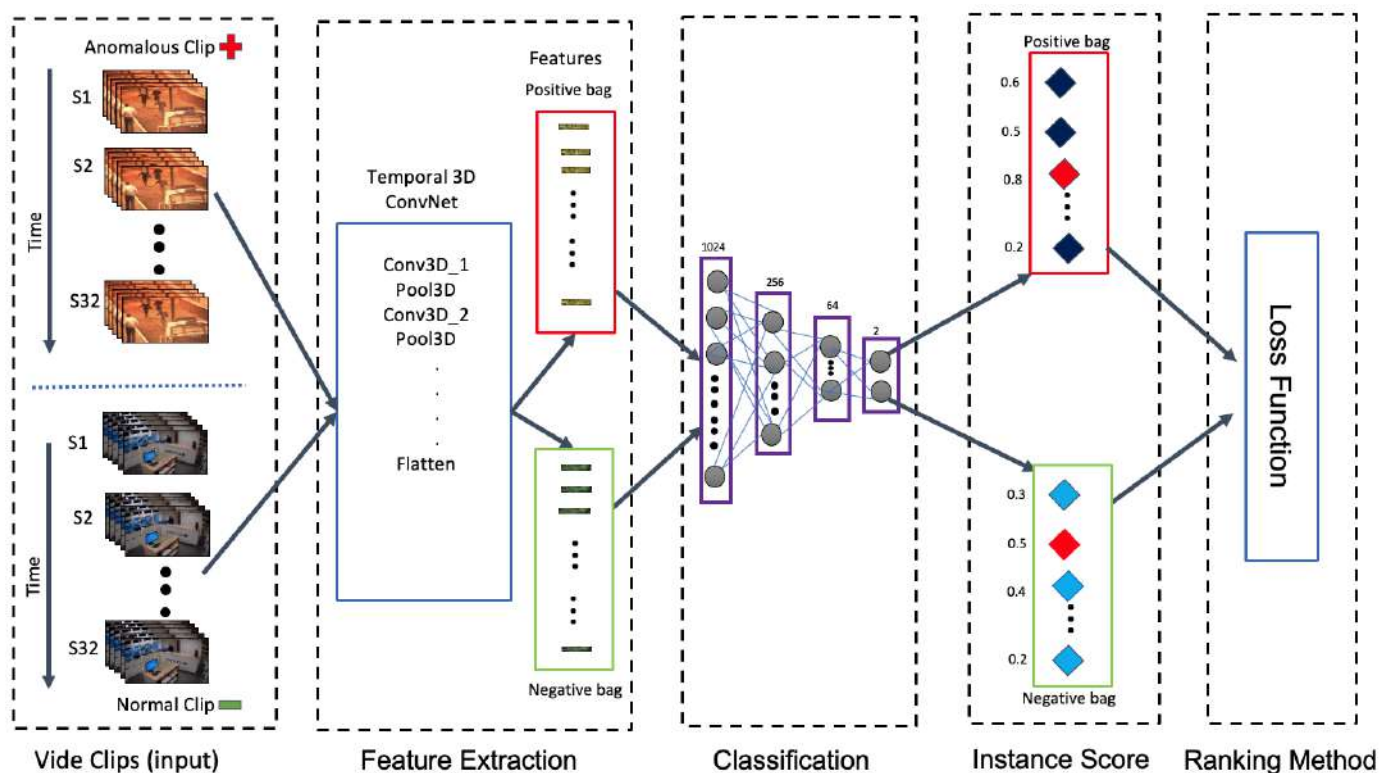 Anomalous Clip
S1
S2
S32
Time
S1
S2
S32
Time
Normal Clip
Vide Clips (input)
Features
Positive bag
Temporal 3D
ConvNet
Conv3D_1
Pool3D
Conv3D_2
Pool3D
.
.
.
.
Flatten
Negative bag
Feature Extraction
1024
256
64
2
Classification
Positive bag
0.6
0.5
0.8
0.2
0.3
0.5
0.4
0.2
Negative bag
Instance Score
Loss Function
Ranking Method